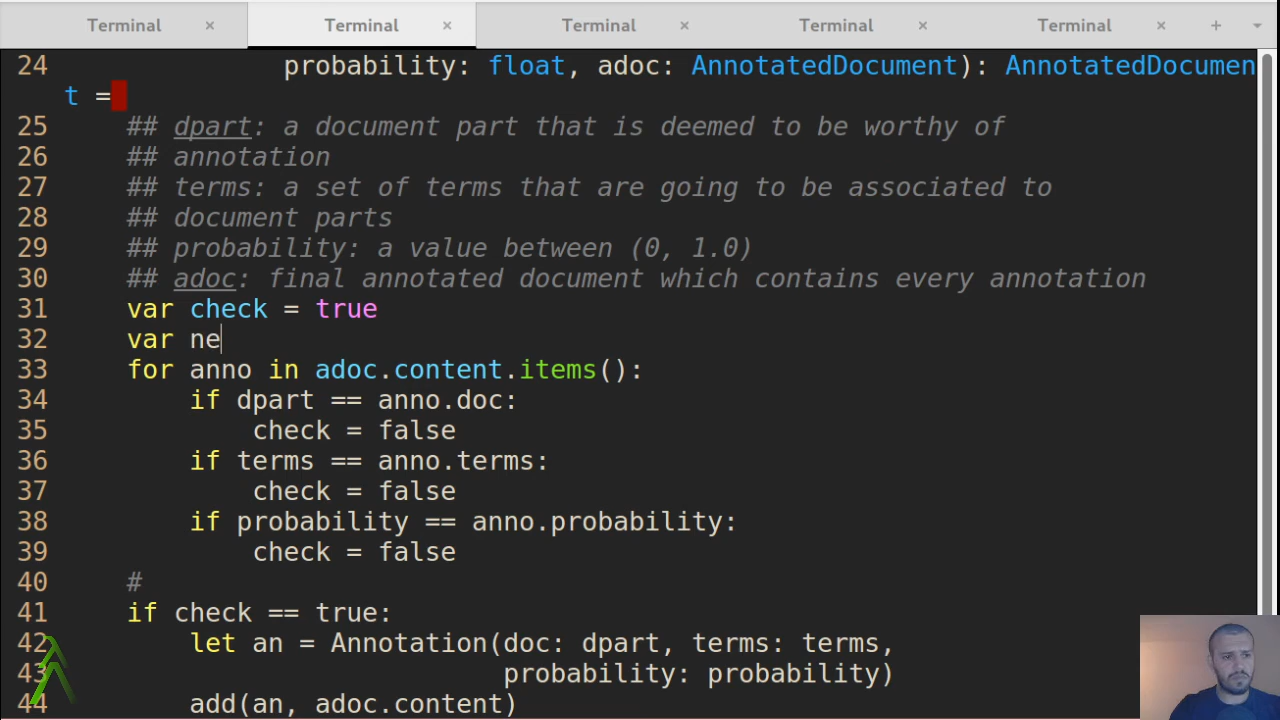 Terminal × Terminal × Terminal × Terminal × Terminal × +
24 probability: float, adoc: AnnotatedDocument): AnnotatedDocumen
t =
25 ## dpart: a document part that is deemed to be worthy of
26 ## annotation
27 ## terms: a set of terms that are going to be associated to
28 ## document parts
29 ## probability: a value between (0, 1.0)
30 ## adoc: final annotated document which contains every annotation
31 var check = true
32 var ne
33 for anno in adoc.content.items():
34 if dpart == anno.doc:
35 check = false
36 if terms == anno.terms:
37 check = false
38 if probability == anno.probability:
39 check = false
40 #
41 if check == true:
42 let an = Annotation(doc: dpart, terms: terms,
43 probability: probability)
44 add(an, adoc.content)